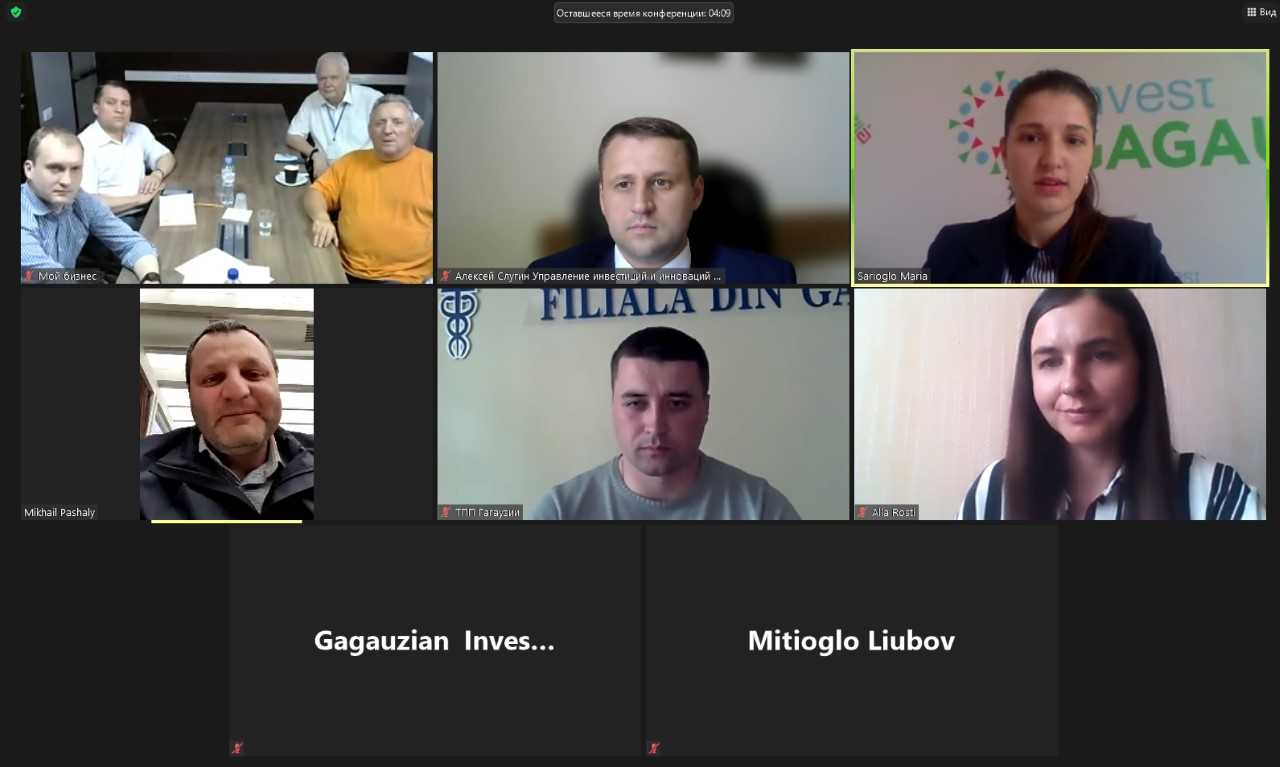 Оставшееся время конференции: 04:09
Вид
Мой бизнес
Алексей Слугин Управление инвестиций и инноваций ...
invest
GAGAU
Sarioglo Maria
Mikhail Pashaly
FILIALA DIN GA
ТПП Гагаузии
Alla Rosti
Gagauzian Inves...
Mitioglo Liubov